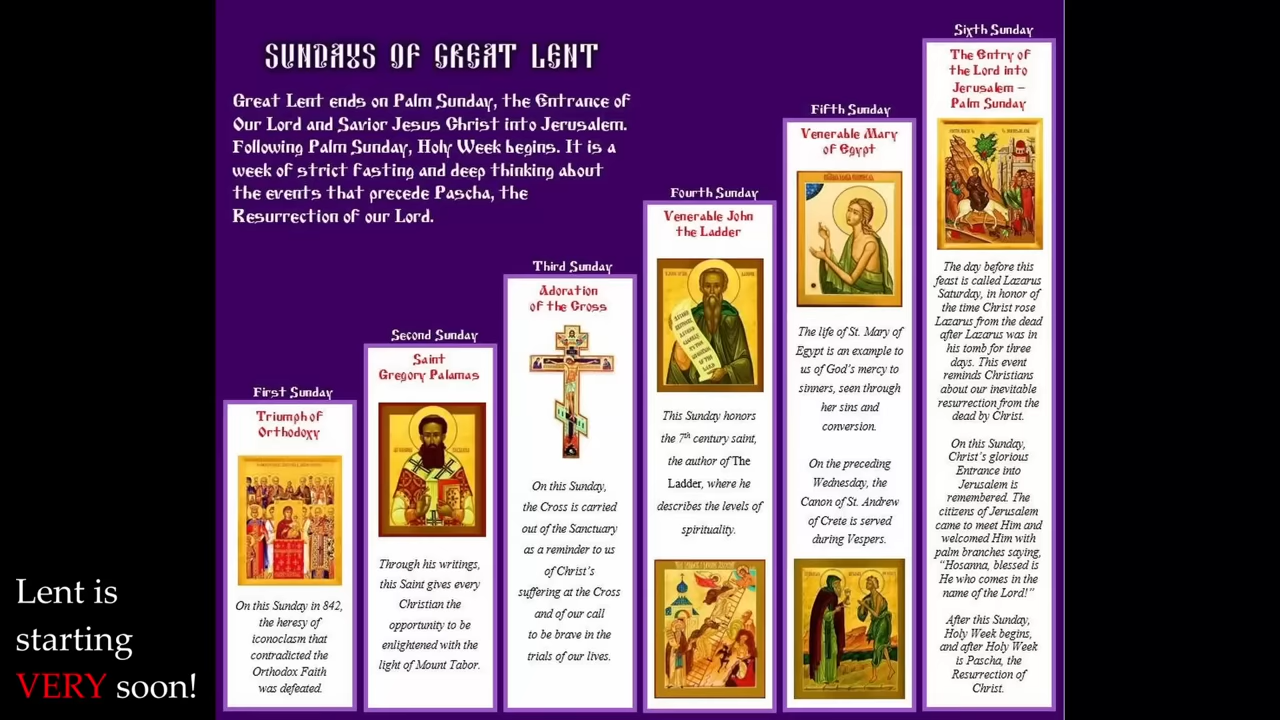 SUNDAYS OF GREAT LENT
Great Lent ends on Palm Sunday, the Entrance of
Our Lord and Savior Jesus Christ into Jerusalem.
Following Palm Sunday, Holy Week begins. It is a
week of strict fasting and deep thinking about
the events that precede Pascha, the
Resurrection of our Lord.
First Sunday
Triumph of
Orthodoxy
On this Sunday in 842,
the heresy of
iconoclasm that
contradicted the
Orthodox Faith
was defeated.
Second Sunday
Saint
Gregory Palamas
Through his writings,
this Saint gives every
Christian the
opportunity to be
enlightened with the
light of Mount Tabor.
Third Sunday
Adoration
of the Cross
On this Sunday,
the Cross is carried
out of the Sanctuary
as a reminder to us
of Christ's
suffering at the Cross
and of our call
to be brave in the
trials of our lives.
Fourth Sunday
Venerable John
the Ladder
This Sunday honors
the 7th century saint,
the author of The
Ladder, where he
describes the levels of
spirituality.
Fifth Sunday
Venerable Mary
of Egypt
The life of St. Mary of
Egypt is an example to
us of God's mercy to
sinners, seen through
her sins and
conversion.
On the preceding
Wednesday, the
Canon of St. Andrew
of Crete is served
during Vespers.
Sixth Sunday
The Entry of
the Lord into
Jerusalem –
Palm Sunday
The day before this
feast is called Lazarus
Saturday, in honor of
the time Christ rose
Lazarus from the dead
after Lazarus was in
his tomb for three
days. This event
reminds Christians
about our inevitable
resurrection from the
dead by Christ.
On this Sunday,
Christ's glorious
Entrance into
Jerusalem is
remembered. The
citizens of Jerusalem
came to meet Him and
welcomed Him with
palm branches saying,
"Hosanna, blessed is
He who comes in the
name of the Lord!"
After this Sunday,
Holy Week begins,
and after Holy Week
is Pascha, the
Resurrection of
Christ.
Lent is
starting
VERY soon!